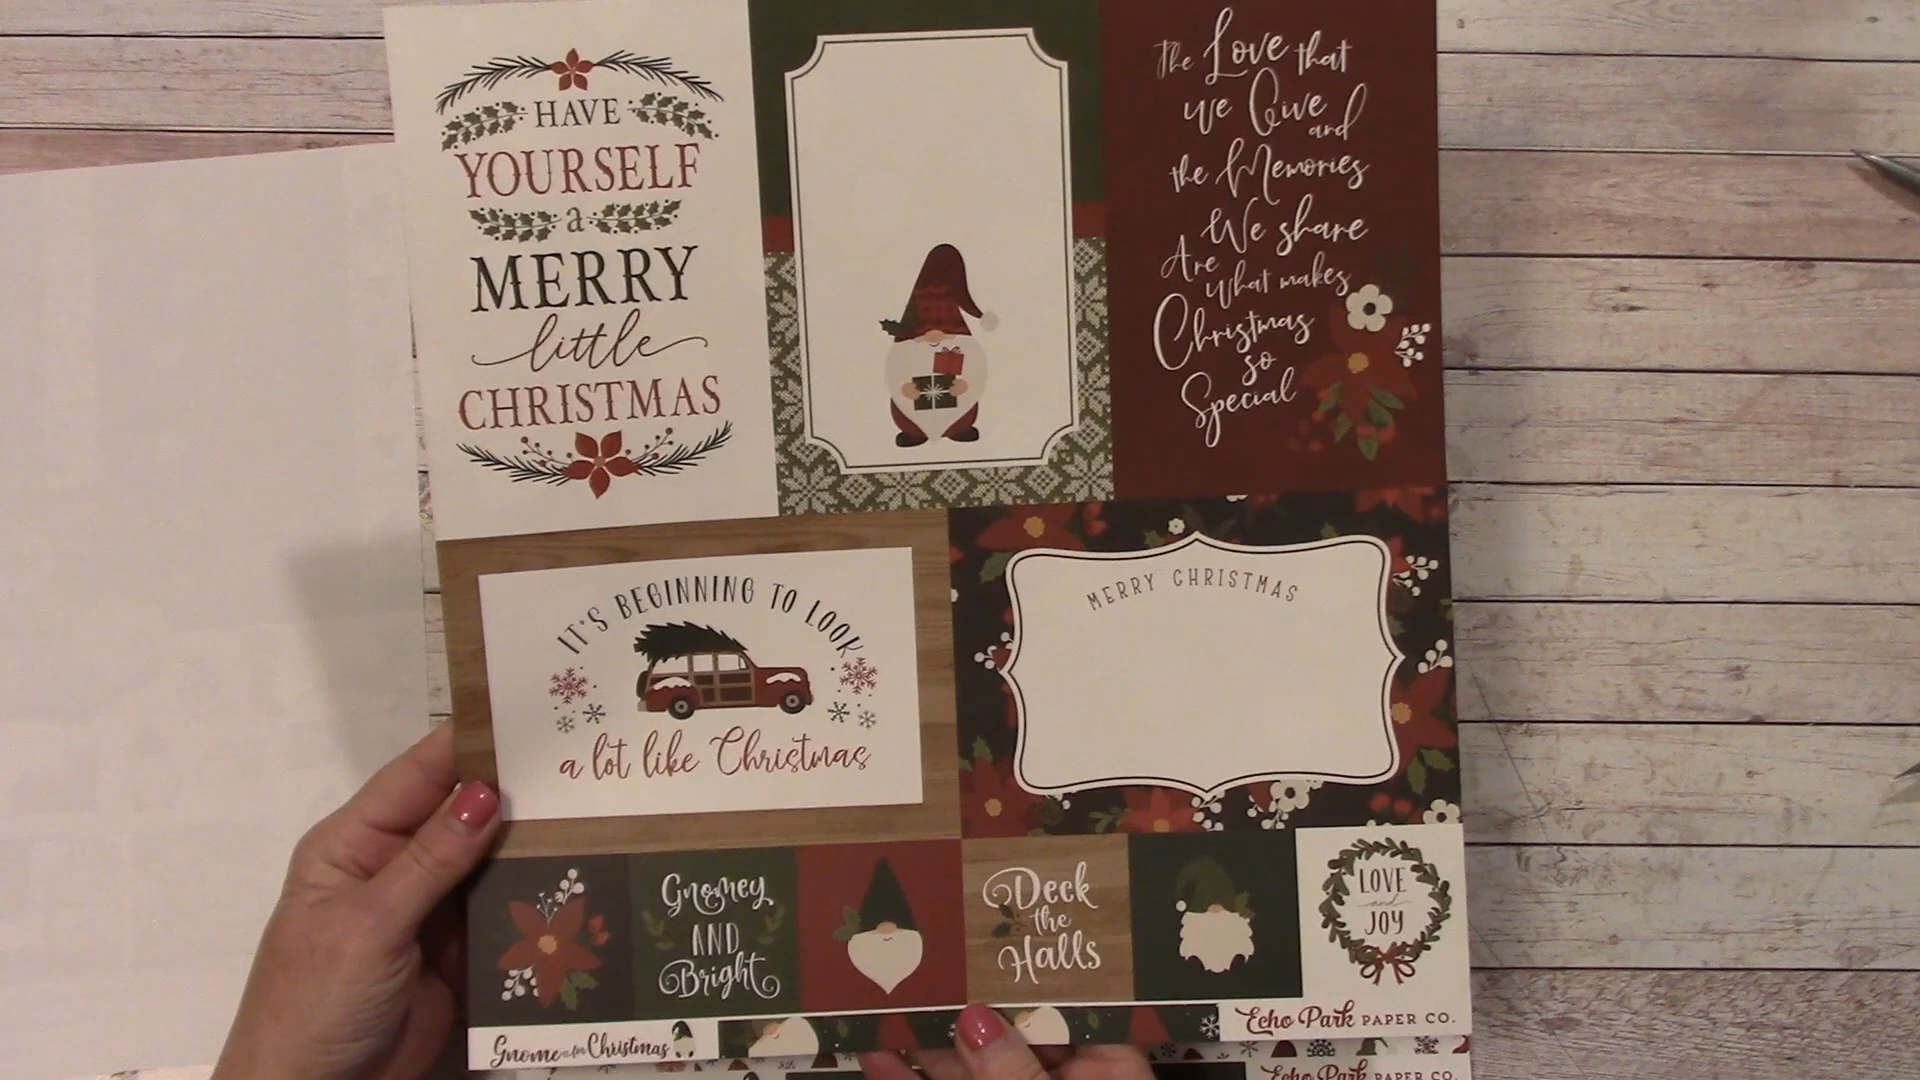 HAVE
YOURSELF
a
MERRY
little
CHRISTMAS
The Love that
We Give
and
the Memories
We share
Are
What makes
Christmas
so
Special
IT'S BEGINNING TO LOOK
a lot like Christmas
MERRY CHRISTMAS
Gnomey
AND
Bright
Deck
the
Halls
LOVE
and
JOY
Gnome for Christmas
Echo Park PAPER CO.
Echo Park PAPER CO.